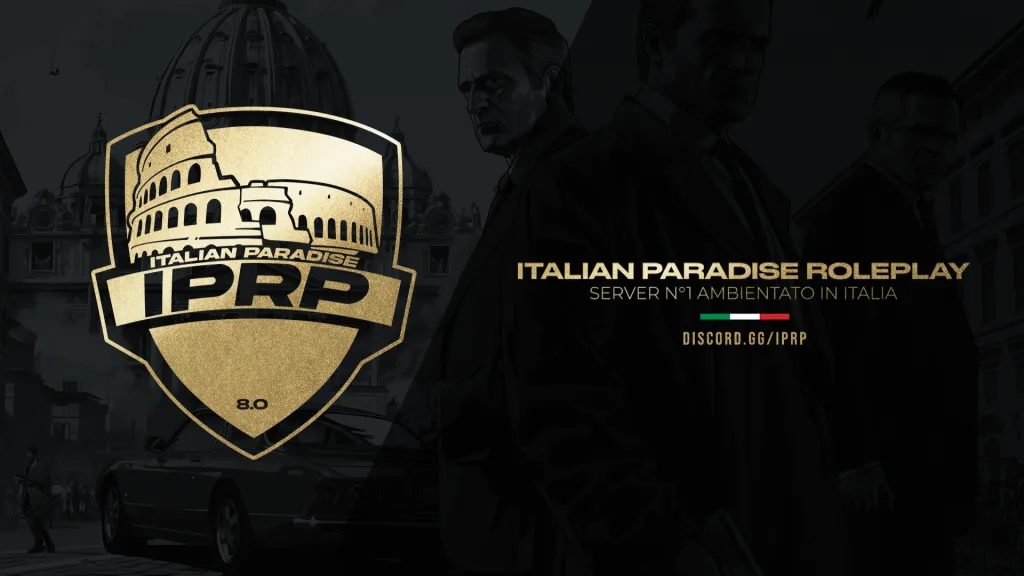 ITALIAN PARADISE
IPRP
8.0
ITALIAN PARADISE ROLEPLAY
SERVER N°1 AMBIENTATO IN ITALIA
DISCORD.GG/IPRP